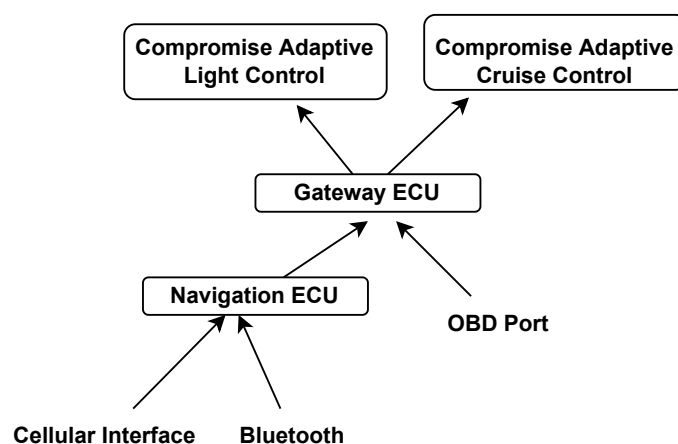 Compromise Adaptive
Light Control
Compromise Adaptive
Cruise Control
Gateway ECU
Navigation ECU
OBD Port
Cellular Interface
Bluetooth